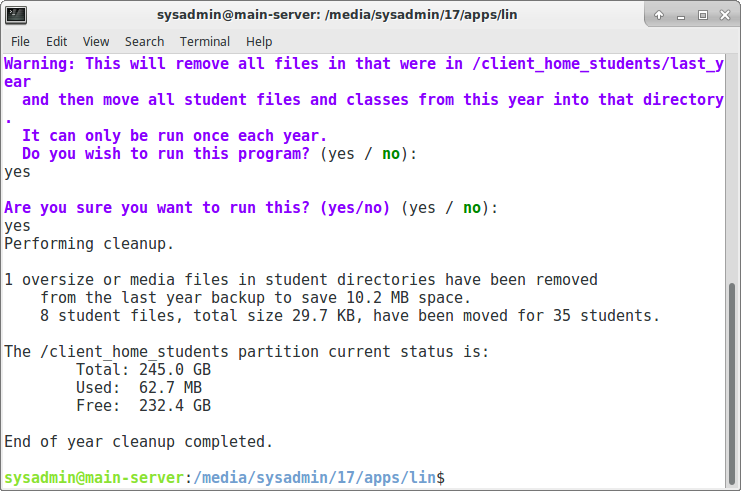 sysadmin@main-server: /media/sysadmin/17/apps/lin
File Edit View Search Terminal Help
Warning: This will remove all files in that were in /client_home_students/last_y
ear
  and then move all student files and classes from this year into that directory
.
  It can only be run once each year.
  Do you wish to run this program? (yes / no):
yes
Are you sure you want to run this? (yes/no) (yes / no):
yes
Performing cleanup.
1 oversize or media files in student directories have been removed
    from the last year backup to save 10.2 MB space.
    8 student files, total size 29.7 KB, have been moved for 35 students.
The /client_home_students partition current status is:
        Total: 245.0 GB
        Used:  62.7 MB
        Free:  232.4 GB
End of year cleanup completed.
sysadmin@main-server:/media/sysadmin/17/apps/lin$